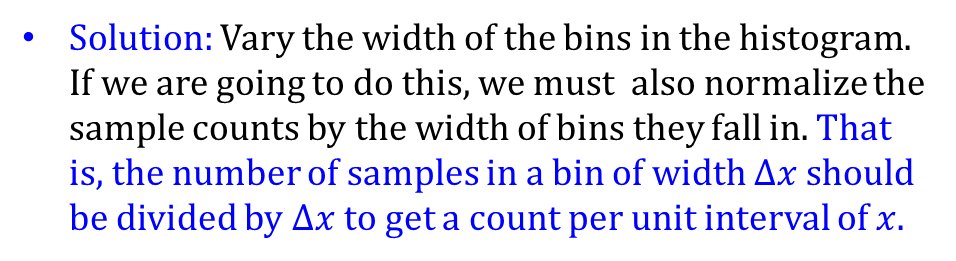 • Solution: Vary the width of the bins in the histogram.
If we are going to do this, we must also normalize the
sample counts by the width of bins they fall in. That
is, the number of samples in a bin of width Δx should
be divided by Δx to get a count per unit interval of x.